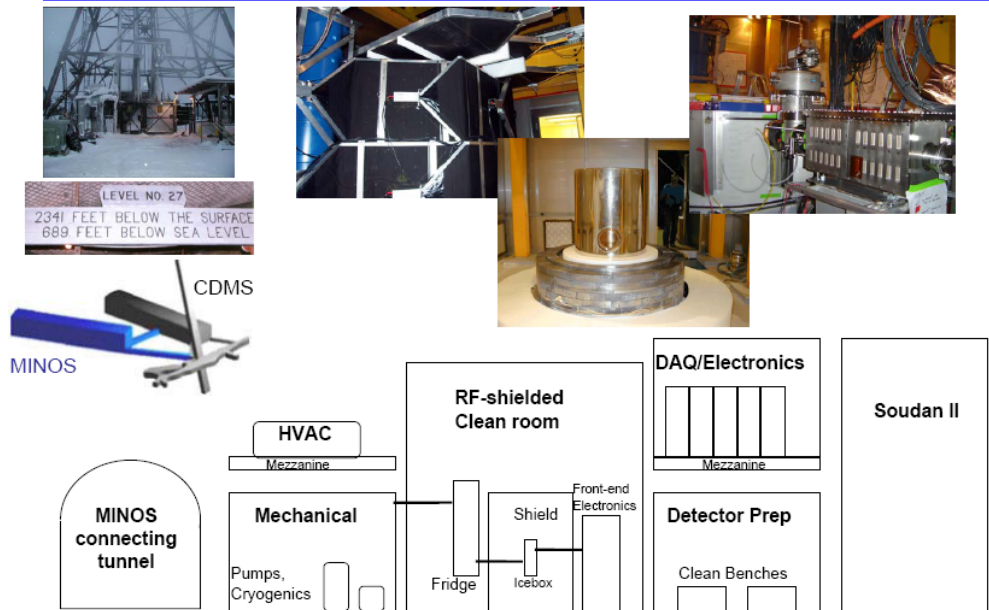 LEVEL NO. 27
2341 FEET BELOW THE SURFACE
689 FEET BELOW SEA LEVEL
CDMS
MINOS
DAQ/Electronics
RF-shielded
Clean room
Soudan II
HVAC
Mezzanine
Mezzanine
Front-end
Electronics
MINOS
connecting
tunnel
Mechanical
Shield
Detector Prep
Pumps,
Cryogenics
Fridge
Icebox
Clean Benches